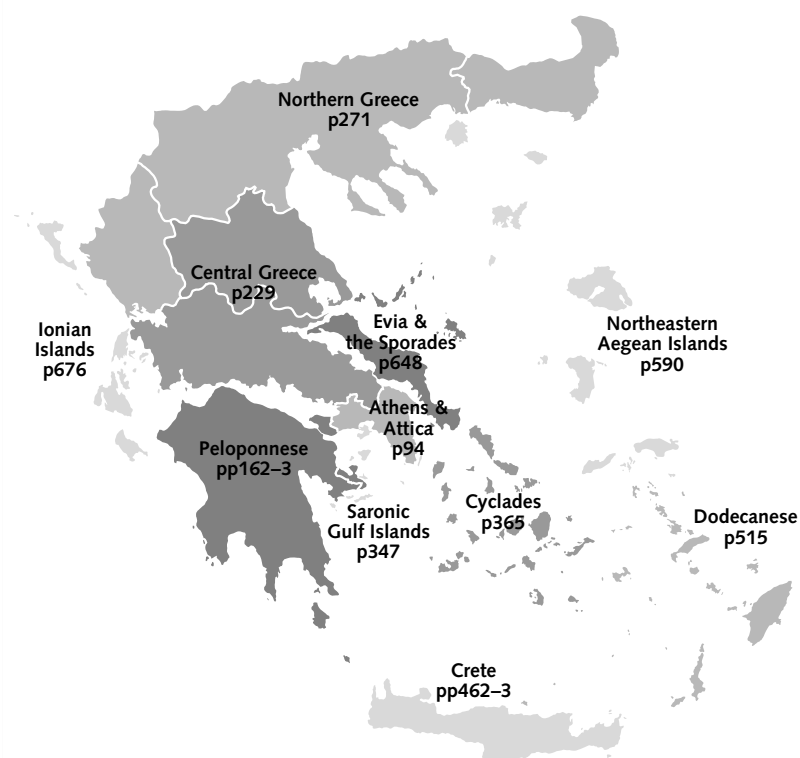 Northern Greece
p271
Central Greece
p229
Ionian
Islands
p676
Evia &
the Sporades
p648
Northeastern
Aegean Islands
p590
Athens &
Attica
p94
Peloponnese
pp162–3
Saronic
Gulf Islands
p347
Cyclades
p365
Dodecanese
p515
Crete
pp462–3